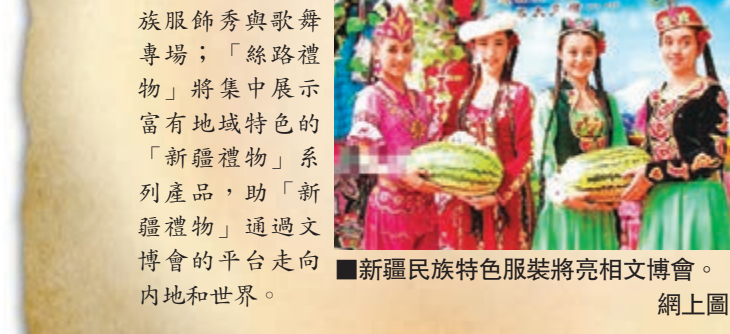 族服飾秀與歌舞
專場；「絲路禮
物」將集中展示
富有地域特色的
「新疆禮物」系
列產品，助「新
疆禮物」通過文
博會的平台走向
內地和世界。
■新疆民族特色服裝將亮相文博會。
網上圖